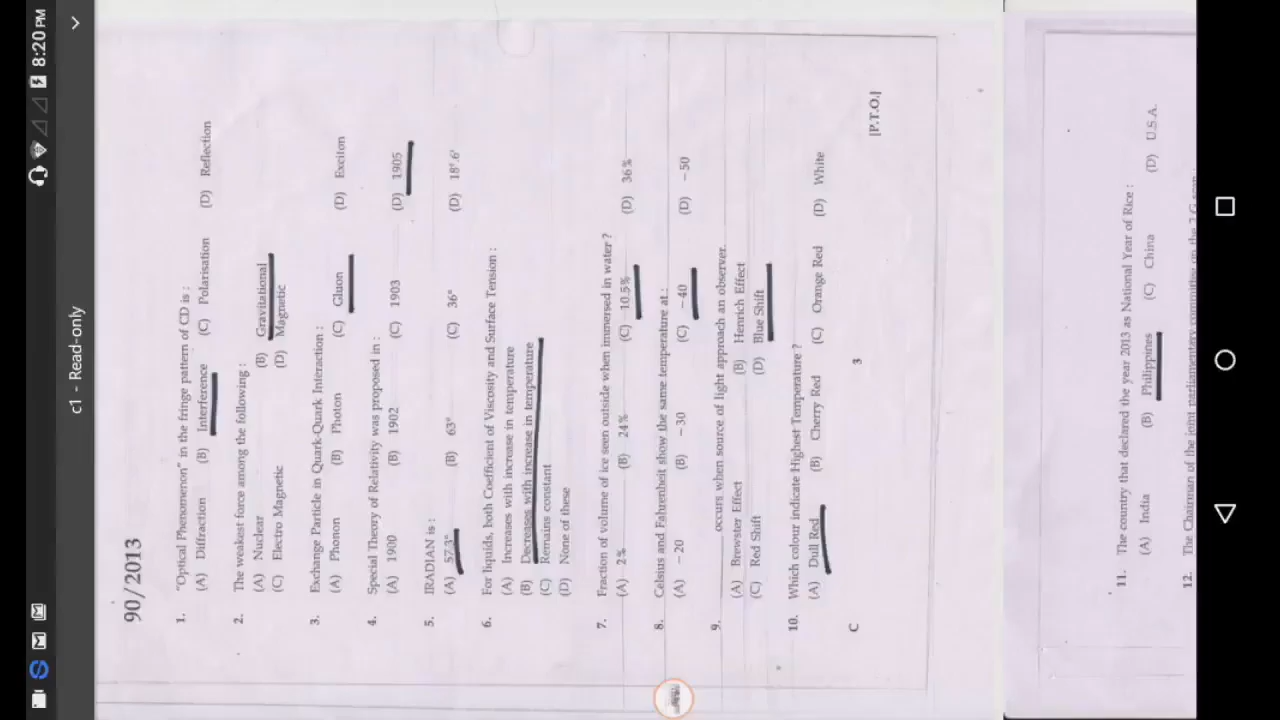 8:20 PM
c1 - Read-only
90/2013
1. "Optical Phenomenon" in the fringe pattern of CD is :
(A) Diffraction (B) Interference (C) Polarisation (D) Reflection
2. The weakest force among the following :
(A) Nuclear (B) Gravitational
(C) Electro Magnetic (D) Magnetic
3. Exchange Particle in Quark-Quark Interaction :
(A) Phonon (B) Photon (C) Gluon (D) Exciton
4. Special Theory of Relativity was proposed in :
(A) 1900 (B) 1902 (C) 1903 (D) 1905
5. IRADIAN is :
(A) 57.3° (B) 63° (C) 36° (D) 18°.6'
6. For liquids, both Coefficient of Viscosity and Surface Tension :
(A) Increases with increase in temperature
(B) Decreases with increase in temperature
(C) Remains constant
(D) None of these
7. Fraction of volume of ice seen outside when immersed in water ?
(A) 2% (B) 24% (C) 10.5% (D) 36%
8. Celsius and Fahrenheit show the same temperature at :
(A) −20 (B) −30 (C) −40 (D) −50
9. ________ occurs when source of light approach an observer.
(A) Brewster Effect (B) Henrich Effect
(C) Red Shift (D) Blue Shift
10. Which colour indicate Highest Temperature ?
(A) Dull Red (B) Cherry Red (C) Orange Red (D) White
C 3 [P.T.O.]
11. The country that declared the year 2013 as National Year of Rice :
(A) India (B) Philippines (C) China (D) U.S.A.
12. The Chairman of the joint parliamentary committee on the 2 G scam :